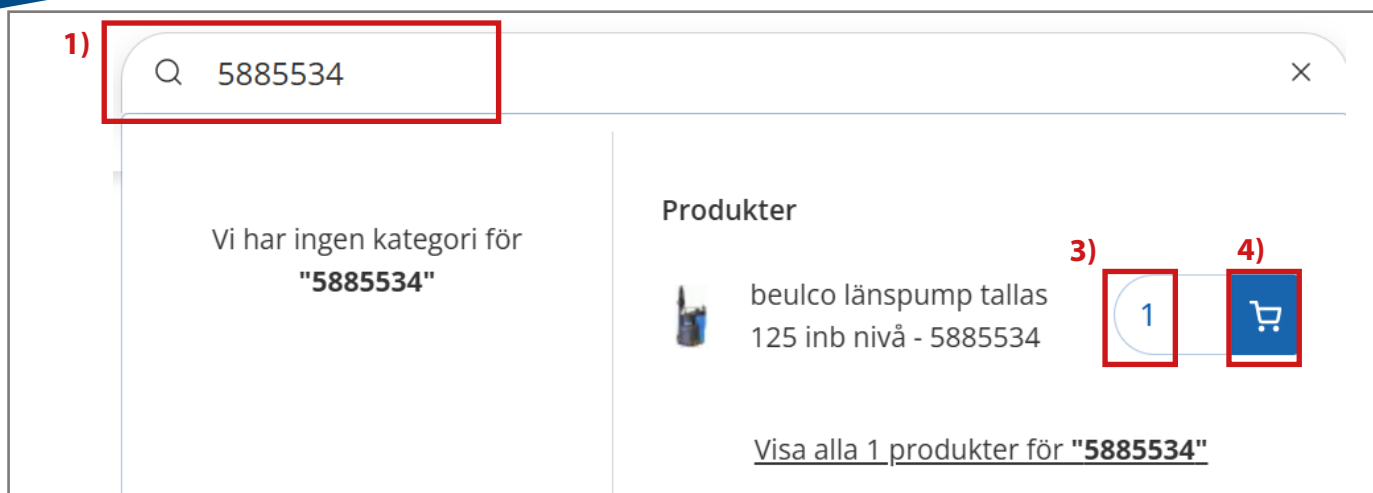 1)
5885534
Vi har ingen kategori för
"5885534"
Produkter
3)
4)
beulco länspump tallas
125 inb nivå - 5885534
1
Visa alla 1 produkter för "5885534"